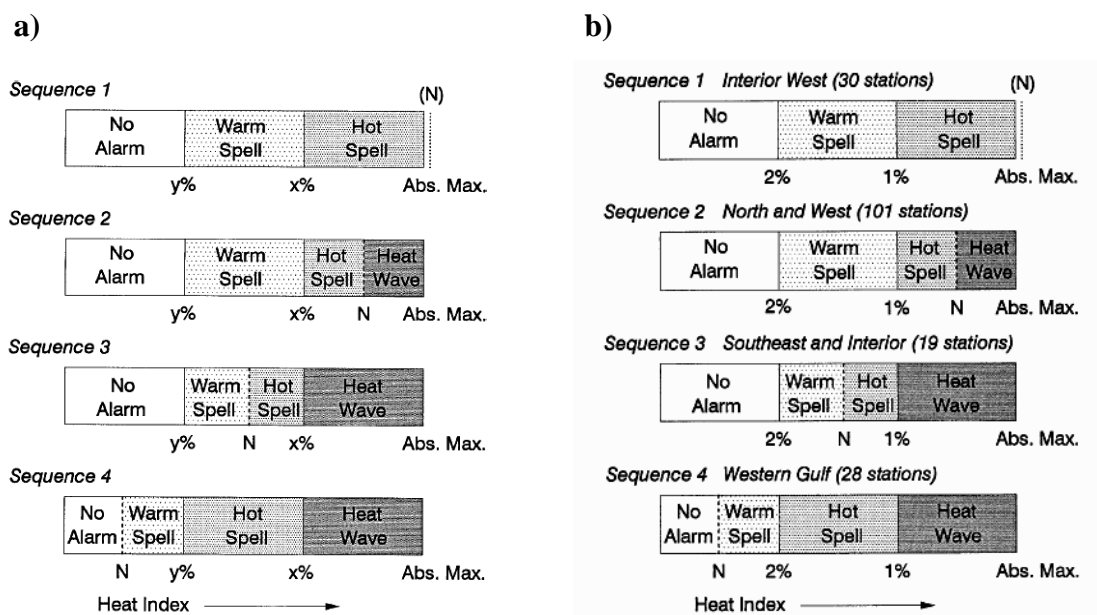 a)
Sequence 1
(N)
No Alarm
Warm Spell
Hot Spell
y%
x%
Abs. Max.
Sequence 2
No Alarm
Warm Spell
Hot Spell
Heat Wave
y%
x%
N
Abs. Max.
Sequence 3
No Alarm
Warm Spell
Hot Spell
Heat Wave
y%
N
x%
Abs. Max.
Sequence 4
No Alarm
Warm Spell
Hot Spell
Heat Wave
N
y%
x%
Abs. Max.
Heat Index
b)
Sequence 1 Interior West (30 stations)
(N)
No Alarm
Warm Spell
Hot Spell
2%
1%
Abs. Max.
Sequence 2 North and West (101 stations)
No Alarm
Warm Spell
Hot Spell
Heat Wave
2%
1%
N
Abs. Max.
Sequence 3 Southeast and Interior (19 stations)
No Alarm
Warm Spell
Hot Spell
Heat Wave
2%
N
1%
Abs. Max.
Sequence 4 Western Gulf (28 stations)
No Alarm
Warm Spell
Hot Spell
Heat Wave
N
2%
1%
Abs. Max.
Heat Index